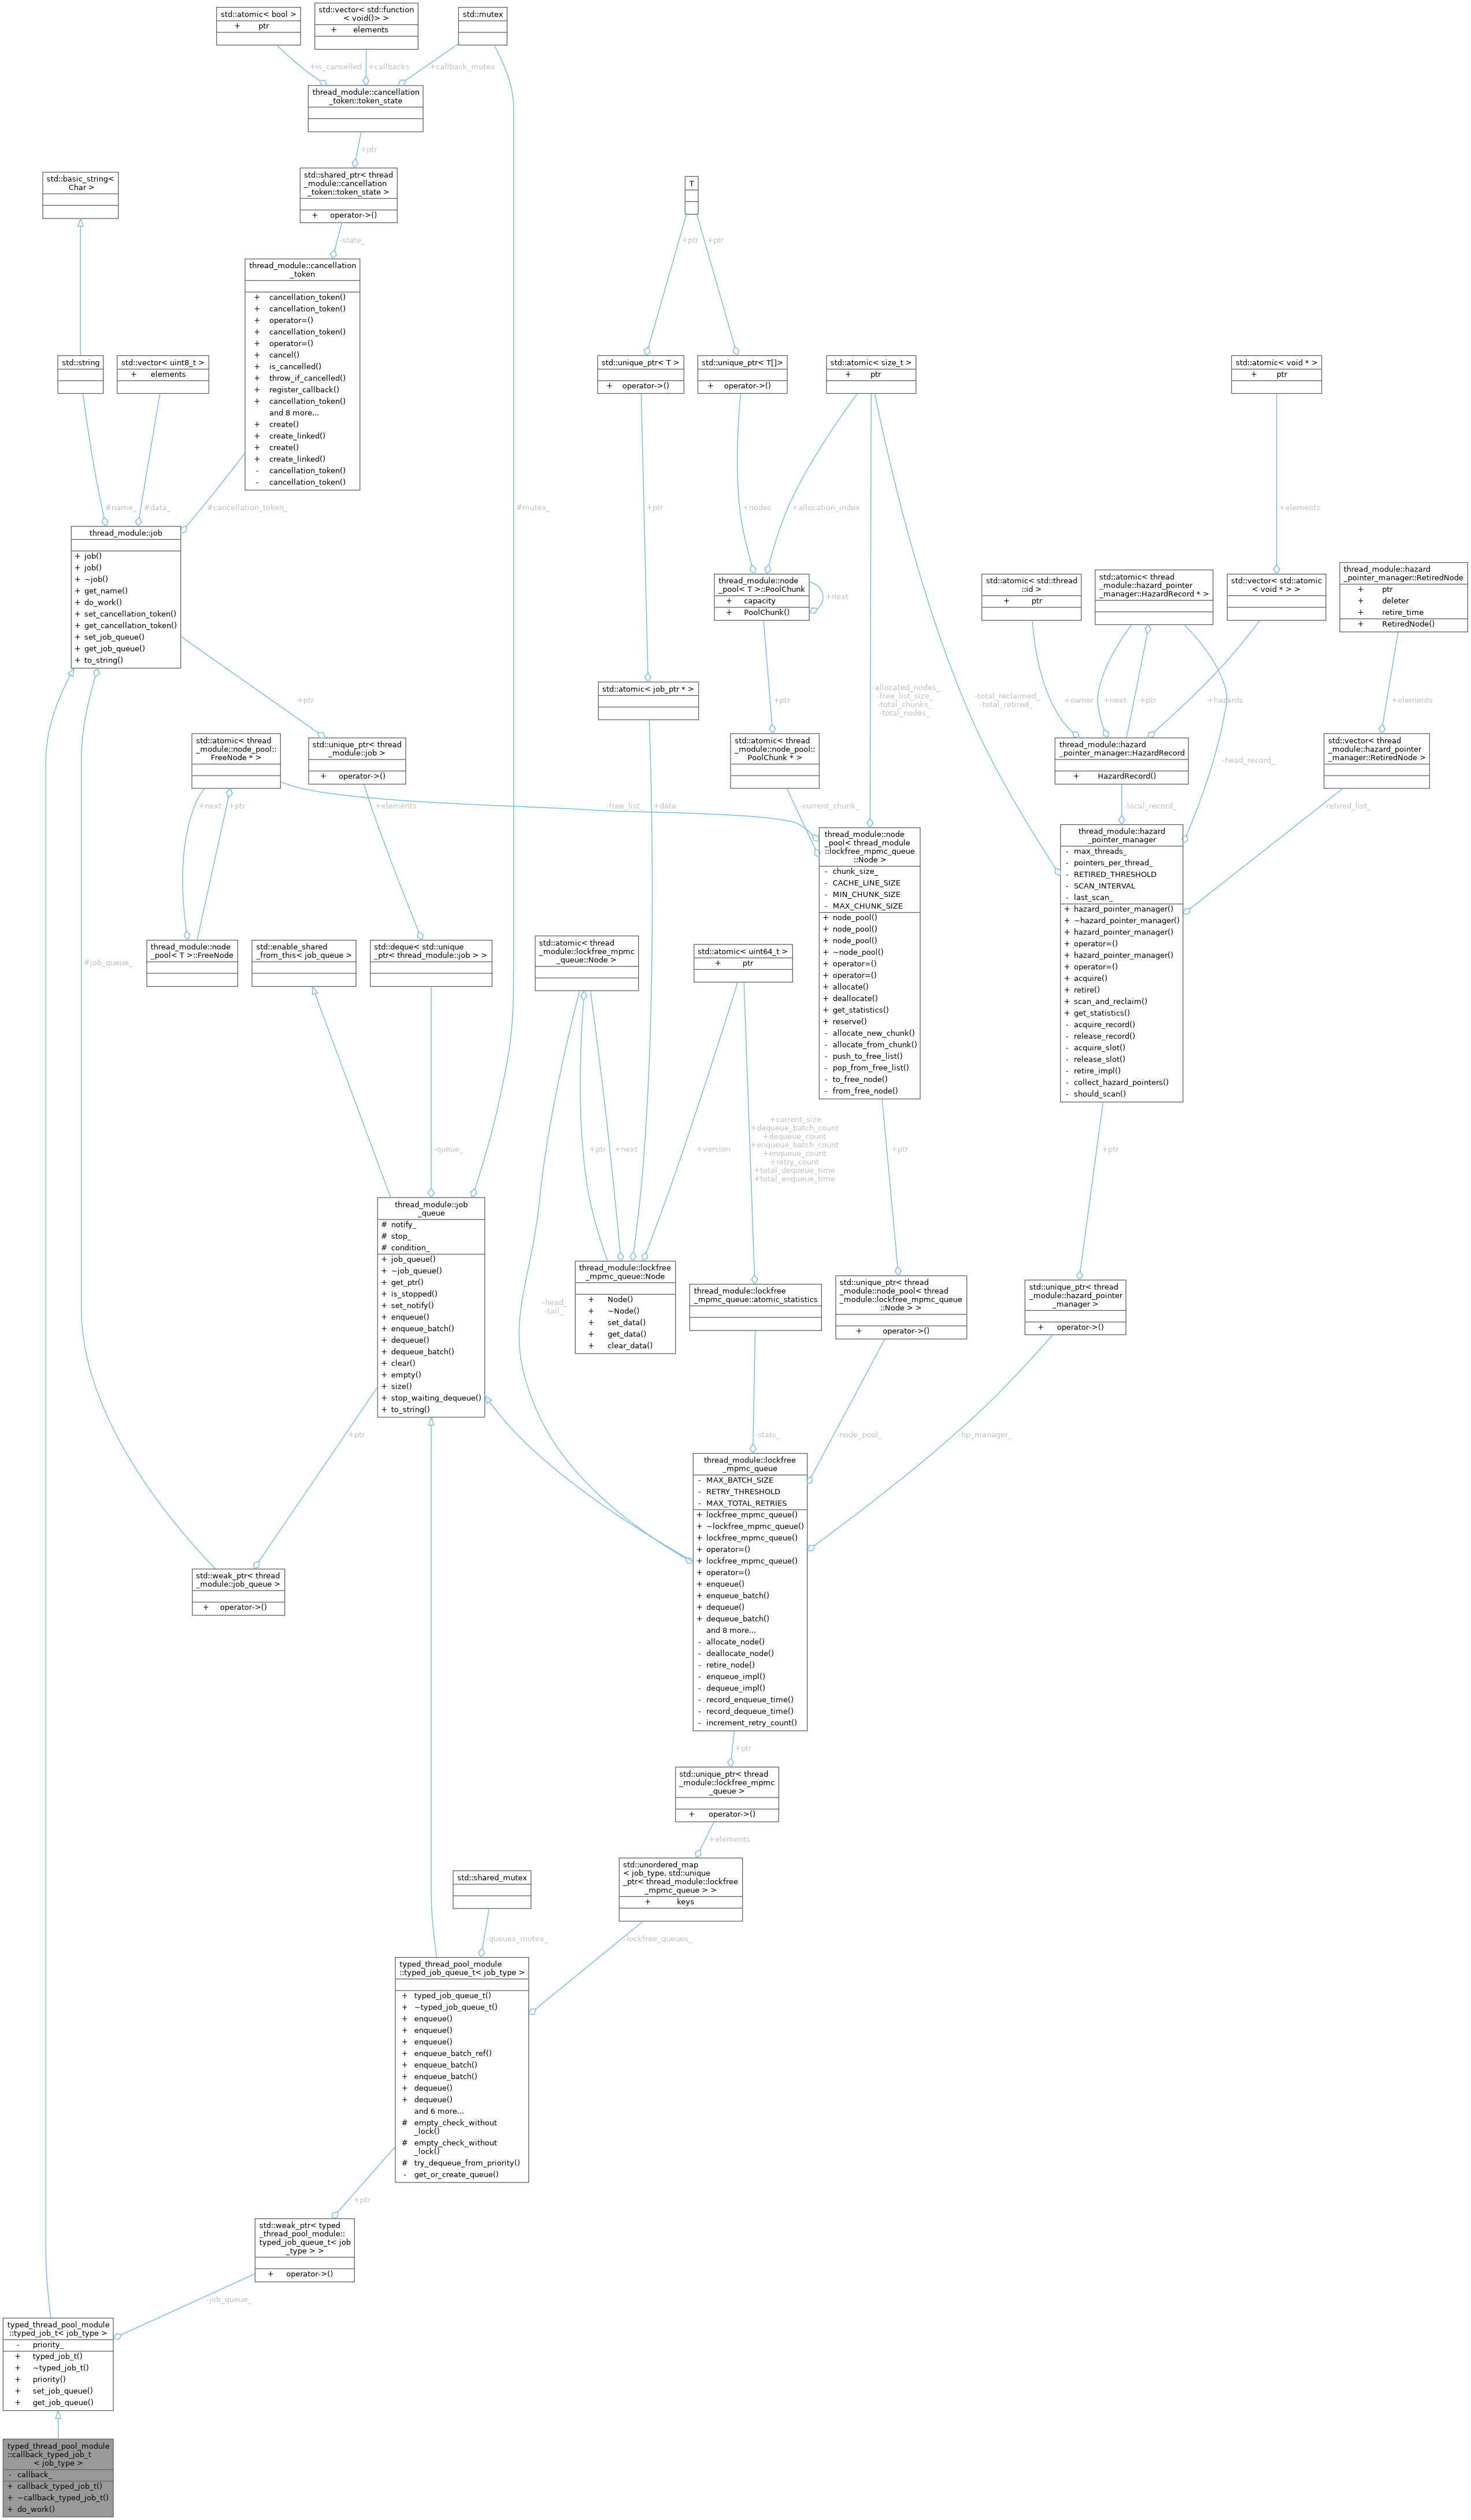 std::atomic< bool >
+ ptr
std::vector< std::function
< void()> >
+ elements
std::mutex
+is_cancelled
+callbacks
+callback_mutex
thread_module::cancellation
_token::token_state
+ptr
std::shared_ptr< thread
_module::cancellation
_token::token_state >
+ operator->()
std::basic_string<
Char >
T
-state_
+ptr
+ptr
thread_module::cancellation
_token
+ cancellation_token()
+ cancellation_token()
+ operator=()
+ cancellation_token()
+ operator=()
+ cancel()
+ is_cancelled()
+ throw_if_cancelled()
+ register_callback()
+ cancellation_token()
and 8 more...
+ create()
+ create_linked()
+ create()
+ create_linked()
- cancellation_token()
- cancellation_token()
std::string
std::vector< uint8_t >
+ elements
std::unique_ptr< T >
+ operator->()
std::unique_ptr< T[]>
+ operator->()
std::atomic< size_t >
+ ptr
std::atomic< void * >
+ ptr
#name_
#data_
#cancellation_token_
#mutex_
+ptr
+nodes
+allocation_index
+elements
thread_module::job
+ job()
+ job()
+ ~job()
+ get_name()
+ do_work()
+ set_cancellation_token()
+ get_cancellation_token()
+ set_job_queue()
+ get_job_queue()
+ to_string()
thread_module::node
_pool< T >::PoolChunk
+ capacity
+ PoolChunk()
+next
std::atomic< std::thread
::id >
+ ptr
std::atomic< thread
_module::hazard_pointer
_manager::HazardRecord * >
std::vector< std::atomic
< void * > >
thread_module::hazard
_pointer_manager::RetiredNode
+ ptr
+ deleter
+ retire_time
+ RetiredNode()
+ptr
std::atomic< job_ptr * >
+ptr
-allocated_nodes_
-free_list_size_
-total_chunks_
-total_nodes_
-total_reclaimed_
-total_retired_
+owner
+next
+ptr
+hazards
+elements
std::atomic< thread
_module::node_pool::
FreeNode * >
std::unique_ptr< thread
_module::job >
+ operator->()
std::atomic< thread
_module::node_pool::
PoolChunk * >
thread_module::hazard
_pointer_manager::HazardRecord
+ HazardRecord()
-head_record_
std::vector< thread
_module::hazard_pointer
_manager::RetiredNode >
+next
+ptr
+elements
-free_list_
+data
-current_chunk_
-local_record_
-retired_list_
thread_module::node
_pool< thread_module
::lockfree_mpmc_queue
::Node >
- chunk_size_
- CACHE_LINE_SIZE
- MIN_CHUNK_SIZE
- MAX_CHUNK_SIZE
+ node_pool()
+ node_pool()
+ node_pool()
+ ~node_pool()
+ operator=()
+ operator=()
+ allocate()
+ deallocate()
+ get_statistics()
+ reserve()
- allocate_new_chunk()
- allocate_from_chunk()
- push_to_free_list()
- pop_from_free_list()
- to_free_node()
- from_free_node()
thread_module::hazard
_pointer_manager
- max_threads_
- pointers_per_thread_
- RETIRED_THRESHOLD
- SCAN_INTERVAL
- last_scan_
+ hazard_pointer_manager()
+ ~hazard_pointer_manager()
+ hazard_pointer_manager()
+ operator=()
+ hazard_pointer_manager()
+ operator=()
+ acquire()
+ retire()
+ scan_and_reclaim()
+ get_statistics()
- acquire_record()
- release_record()
- acquire_slot()
- release_slot()
- retire_impl()
- collect_hazard_pointers()
- should_scan()
#job_queue_
thread_module::node
_pool< T >::FreeNode
std::enable_shared
_from_this< job_queue >
std::deque< std::unique
_ptr< thread_module::job > >
std::atomic< thread
_module::lockfree_mpmc
_queue::Node >
std::atomic< uint64_t >
+ ptr
-queue_
+ptr
+next
+version
+current_size
+dequeue_batch_count
+dequeue_count
+enqueue_batch_count
+enqueue_count
+retry_count
+total_dequeue_time
+total_enqueue_time
+ptr
+ptr
thread_module::job
_queue
# notify_
# stop_
# condition_
+ job_queue()
+ ~job_queue()
+ get_ptr()
+ is_stopped()
+ set_notify()
+ enqueue()
+ enqueue_batch()
+ dequeue()
+ dequeue_batch()
+ clear()
+ empty()
+ size()
+ stop_waiting_dequeue()
+ to_string()
-head_
-tail_
thread_module::lockfree
_mpmc_queue::Node
+ Node()
+ ~Node()
+ set_data()
+ get_data()
+ clear_data()
thread_module::lockfree
_mpmc_queue::atomic_statistics
std::unique_ptr< thread
_module::node_pool< thread
_module::lockfree_mpmc_queue
::Node > >
+ operator->()
std::unique_ptr< thread
_module::hazard_pointer
_manager >
+ operator->()
+ptr
-stats_
-node_pool_
-hp_manager_
thread_module::lockfree
_mpmc_queue
- MAX_BATCH_SIZE
- RETRY_THRESHOLD
- MAX_TOTAL_RETRIES
+ lockfree_mpmc_queue()
+ ~lockfree_mpmc_queue()
+ lockfree_mpmc_queue()
+ operator=()
+ lockfree_mpmc_queue()
+ operator=()
+ enqueue()
+ enqueue_batch()
+ dequeue()
+ dequeue_batch()
and 8 more...
- allocate_node()
- deallocate_node()
- retire_node()
- enqueue_impl()
- dequeue_impl()
- record_enqueue_time()
- record_dequeue_time()
- increment_retry_count()
std::weak_ptr< thread
_module::job_queue >
+ operator->()
+ptr
std::unique_ptr< thread
_module::lockfree_mpmc
_queue >
+ operator->()
+elements
std::unordered_map
< job_type, std::unique
_ptr< thread_module::lockfree
_mpmc_queue > >
+ keys
std::shared_mutex
-queues_mutex_
-lockfree_queues_
typed_thread_pool_module
::typed_job_queue_t< job_type >
+ typed_job_queue_t()
+ ~typed_job_queue_t()
+ enqueue()
+ enqueue()
+ enqueue()
+ enqueue_batch_ref()
+ enqueue_batch()
+ enqueue_batch()
+ dequeue()
+ dequeue()
and 6 more...
# empty_check_without
_lock()
# empty_check_without
_lock()
# try_dequeue_from_priority()
- get_or_create_queue()
+ptr
std::weak_ptr< typed
_thread_pool_module::
typed_job_queue_t< job
_type > >
+ operator->()
-job_queue_
typed_thread_pool_module
::typed_job_t< job_type >
- priority_
+ typed_job_t()
+ ~typed_job_t()
+ priority()
+ set_job_queue()
+ get_job_queue()
typed_thread_pool_module
::callback_typed_job_t
< job_type >
- callback_
+ callback_typed_job_t()
+ ~callback_typed_job_t()
+ do_work()